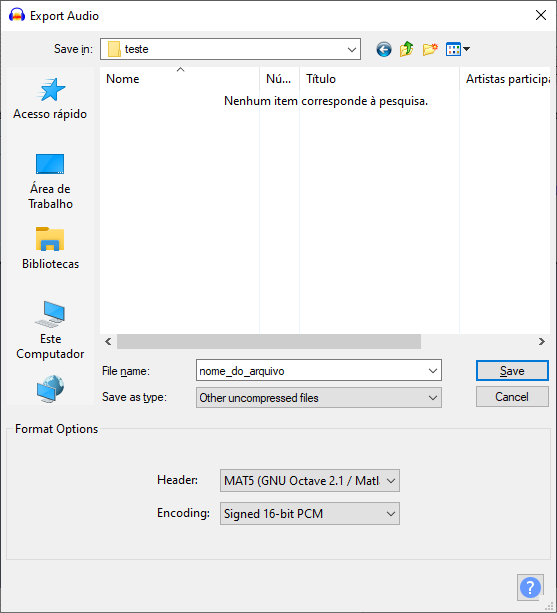 Export Audio
Save in:
teste
Nome
Nú...
Título
Artistas participa
Nenhum item corresponde à pesquisa.
Acesso rápido
Área de
Trabalho
Bibliotecas
Este
Computador
File name:
nome_do_arquivo
Save
Save as type:
Other uncompressed files
Cancel
Format Options
Header:
MAT5 (GNU Octave 2.1 / Matla
Encoding:
Signed 16-bit PCM
?